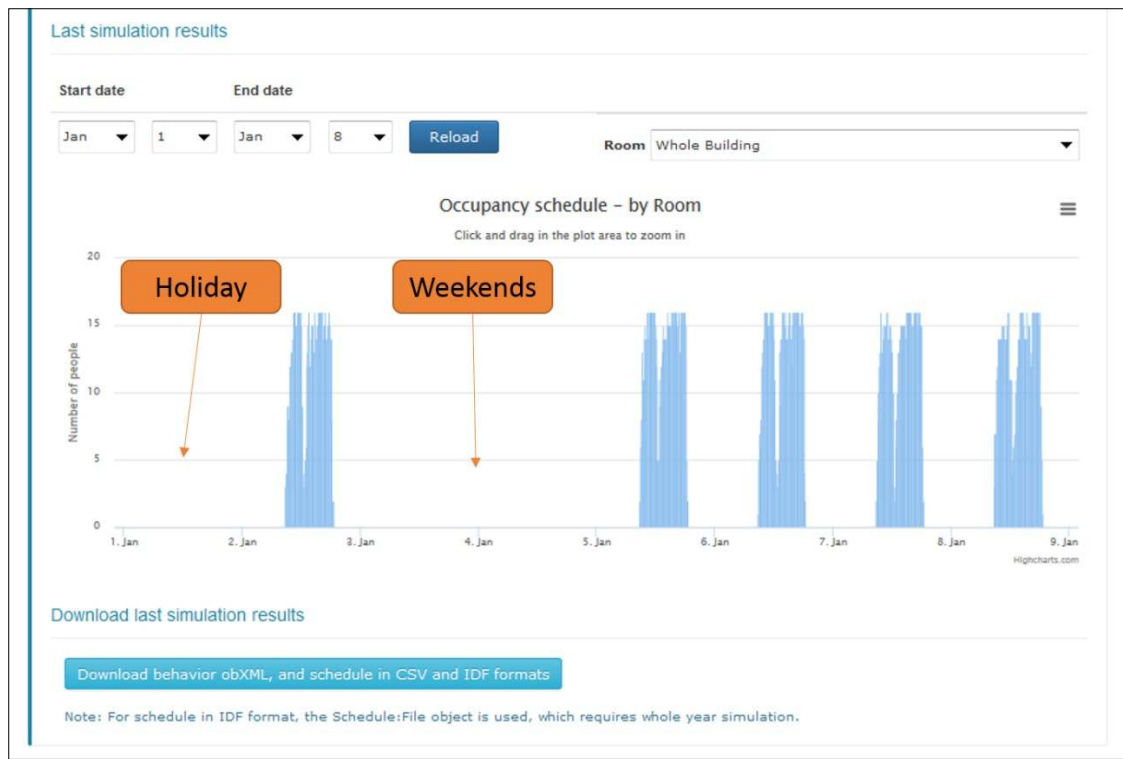 Last simulation results
Start date End date
Jan 1 Jan 8 Reload Room Whole Building
Occupancy schedule – by Room
Click and drag in the plot area to zoom in
Number of people
20
15
10
5
0
Holiday Weekends
1. Jan 2. Jan 3. Jan 4. Jan 5. Jan 6. Jan 7. Jan 8. Jan 9. Jan
Highcharts.com
Download last simulation results
Download behavior obXML, and schedule in CSV and IDF formats
Note: For schedule in IDF format, the Schedule:File object is used, which requires whole year simulation.